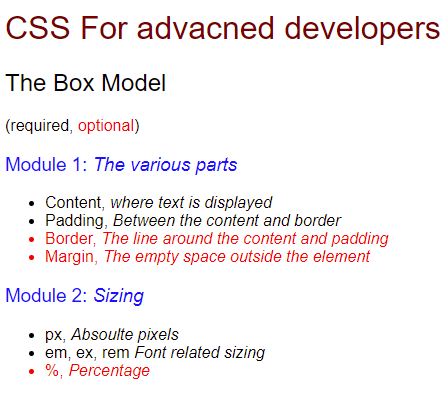 CSS For advacned developers
The Box Model
(required, optional)
Module 1: The various parts
Content, where text is displayed
Padding, Between the content and border
Border, The line around the content and padding
Margin, The empty space outside the element
Module 2: Sizing
px, Absoulte pixels
em, ex, rem Font related sizing
%, Percentage